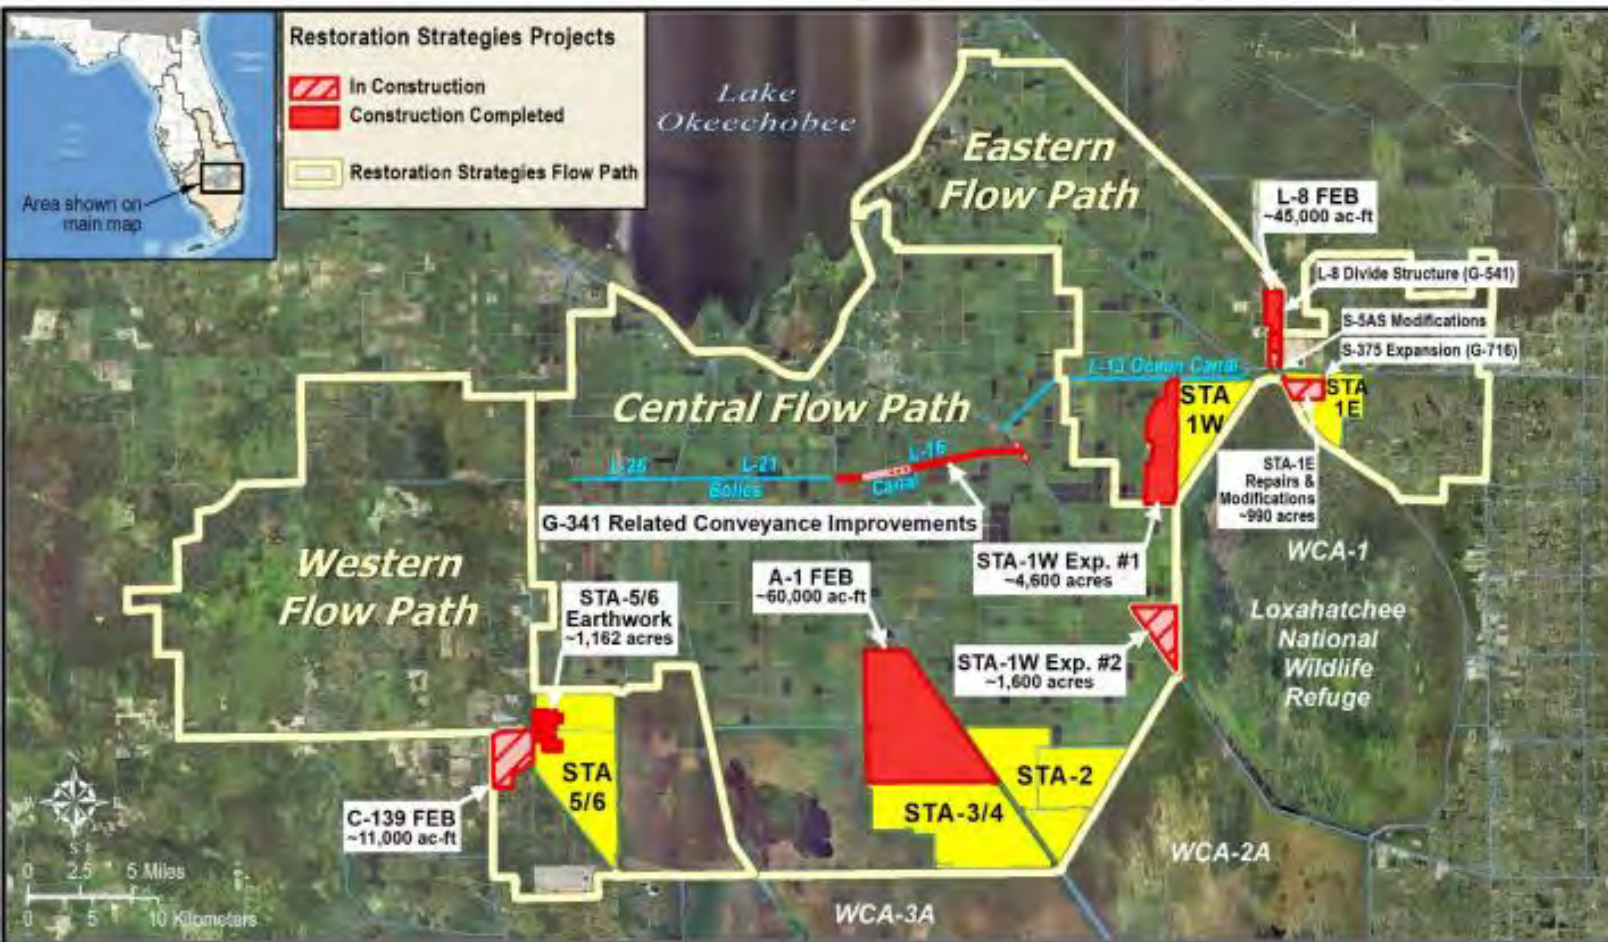 Restoration Strategies Projects
In Construction
Construction Completed
Restoration Strategies Flow Path
Area shown on
main map
Lake
Okeechobee
Eastern
Flow Path
L-8 FEB
~45,000 ac-ft
L-8 Divide Structure (G-541)
S-5AS Modifications
S-375 Expansion (G-716)
L-13 Ocean Canal
STA
1W
STA
1E
Central Flow Path
L-16
L-25
L-21
Bolles
Canal
STA-1E
Repairs &
Modifications
~990 acres
G-341 Related Conveyance Improvements
WCA-1
Western
Flow Path
STA-1W Exp. #1
~4,600 acres
A-1 FEB
~60,000 ac-ft
STA-5/6
Earthwork
~1,162 acres
Loxahatchee
National
Wildlife
Refuge
STA-1W Exp. #2
~1,600 acres
STA
5/6
STA-2
STA-3/4
C-139 FEB
~11,000 ac-ft
WCA-2A
WCA-3A
W
E
S
0 2.5 5 Miles
0 5 10 Kilometers